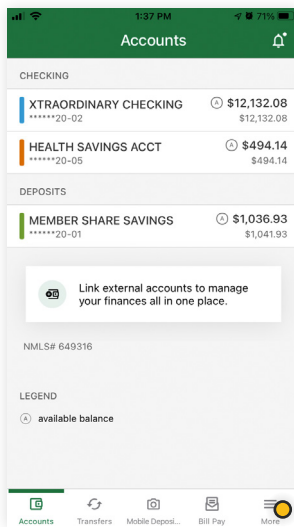 1:37 PM 71%
Accounts
CHECKING
XTRAORDINARY CHECKING A $12,132.08
******20-02 $12,132.08
HEALTH SAVINGS ACCT A $494.14
******20-05 $494.14
DEPOSITS
MEMBER SHARE SAVINGS A $1,036.93
******20-01 $1,041.93
Link external accounts to manage
your finances all in one place.
NMLS# 649316
LEGEND
A available balance
Accounts Transfers Mobile Deposi... Bill Pay More